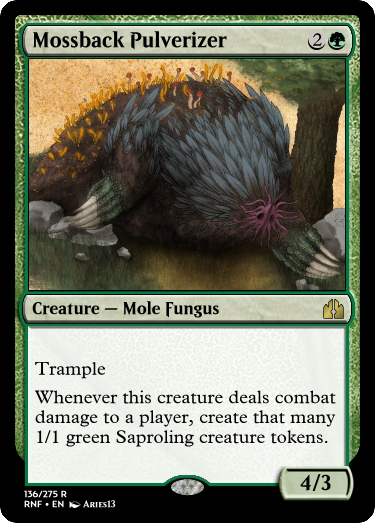 Mossback Pulverizer 2
Creature — Mole Fungus
Trample
Whenever this creature deals combat
damage to a player, create that many
1/1 green Saproling creature tokens.
4/3
136/275 R
RNF • EN Aries13